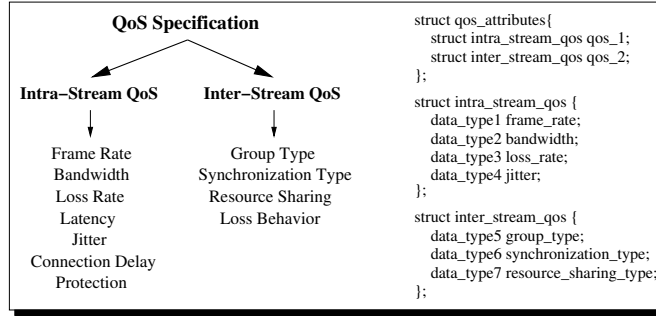 QoS Specification
Intra–Stream QoS
Frame Rate
Bandwidth
Loss Rate
Latency
Jitter
Connection Delay
Protection
Inter–Stream QoS
Group Type
Synchronization Type
Resource Sharing
Loss Behavior
struct qos_attributes{
struct intra_stream_qos qos_1;
struct inter_stream_qos qos_2;
};
struct intra_stream_qos {
data_type1 frame_rate;
data_type2 bandwidth;
data_type3 loss_rate;
data_type4 jitter;
};
struct inter_stream_qos {
data_type5 group_type;
data_type6 synchronization_type;
data_type7 resource_sharing_type;
};